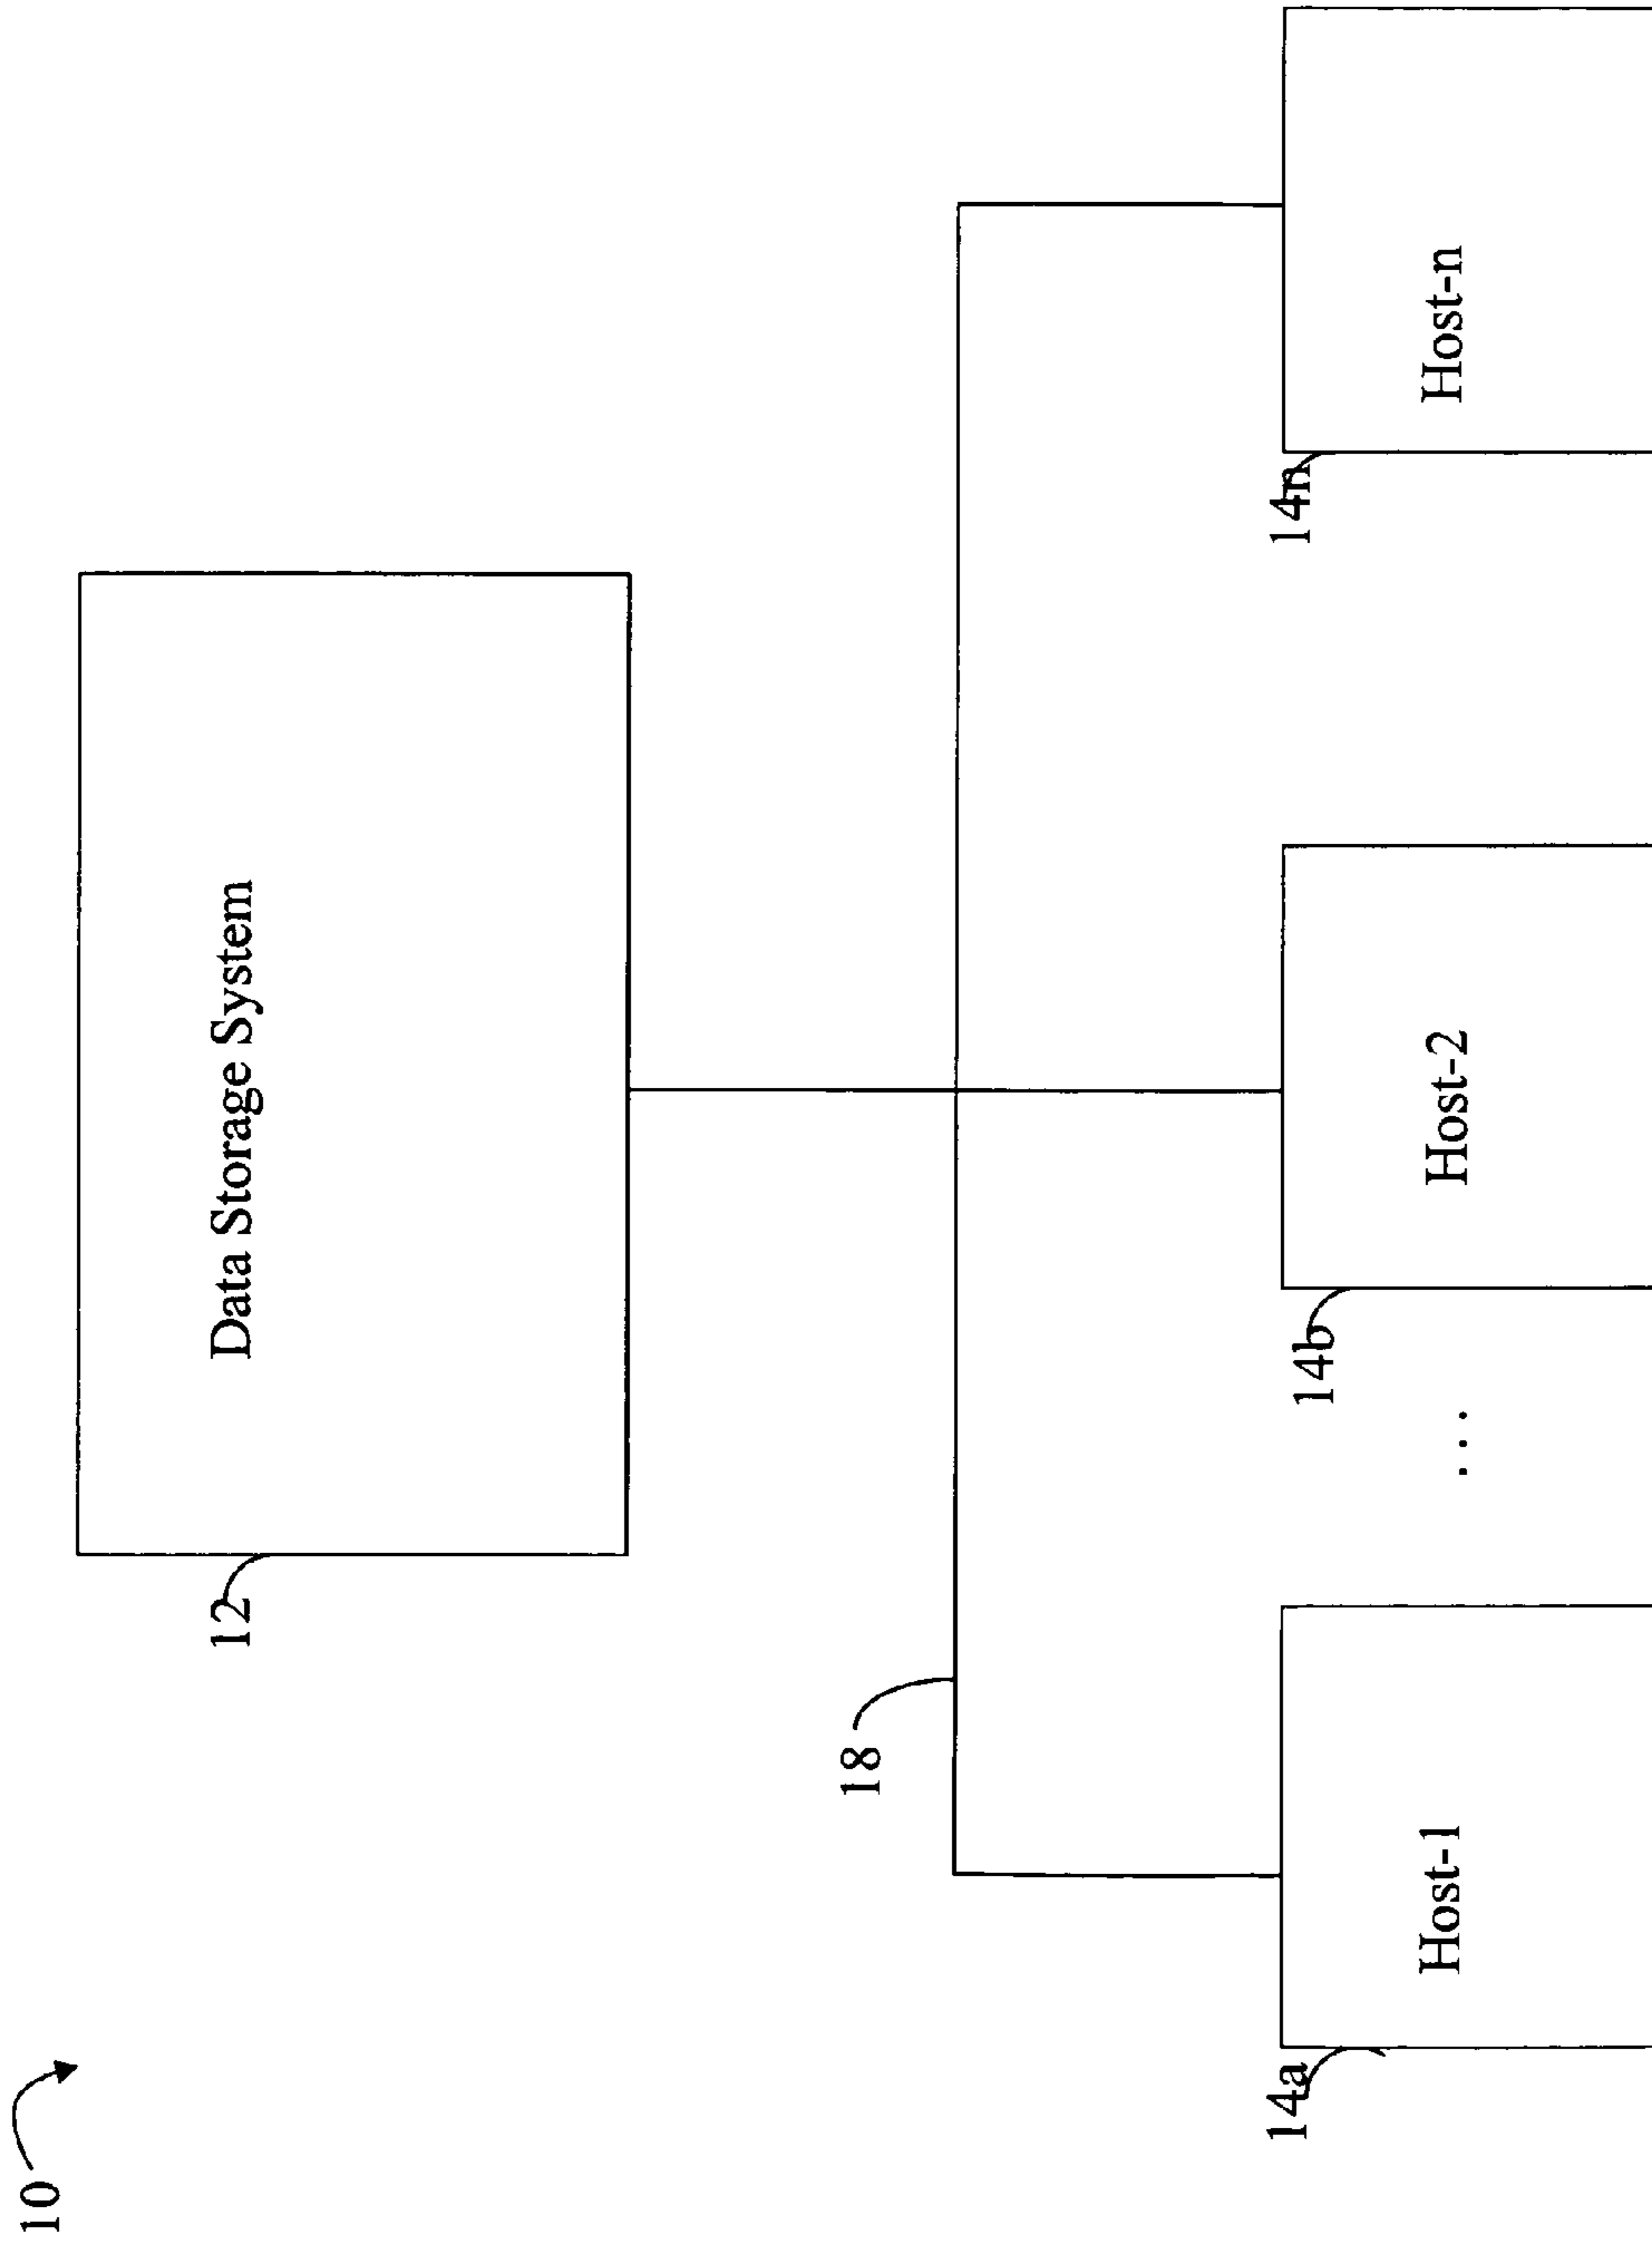 10
12
Data Storage System
18
14a
Host-1
...
14b
Host-2
14n
Host-n